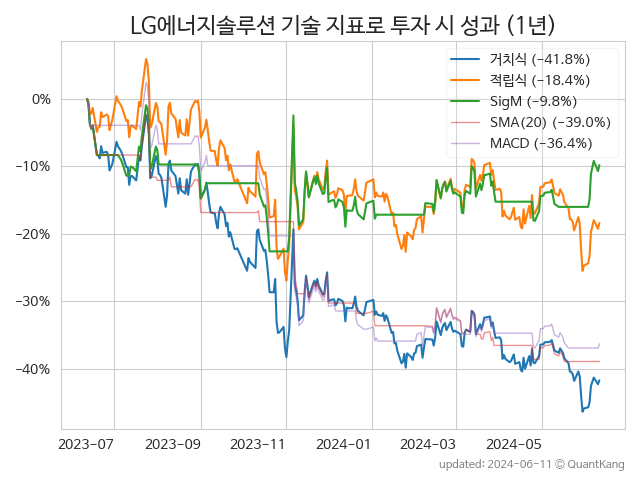 LG에너지솔루션 기술 지표로 투자 시 성과 (1년)
거치식 (−41.8%)
적립식 (−18.4%)
SigM (−9.8%)
SMA(20) (−39.0%)
MACD (−36.4%)
0%
−10%
−20%
−30%
−40%
2023-07 2023-09 2023-11 2024-01 2024-03 2024-05
updated: 2024-06-11 © QuantKang